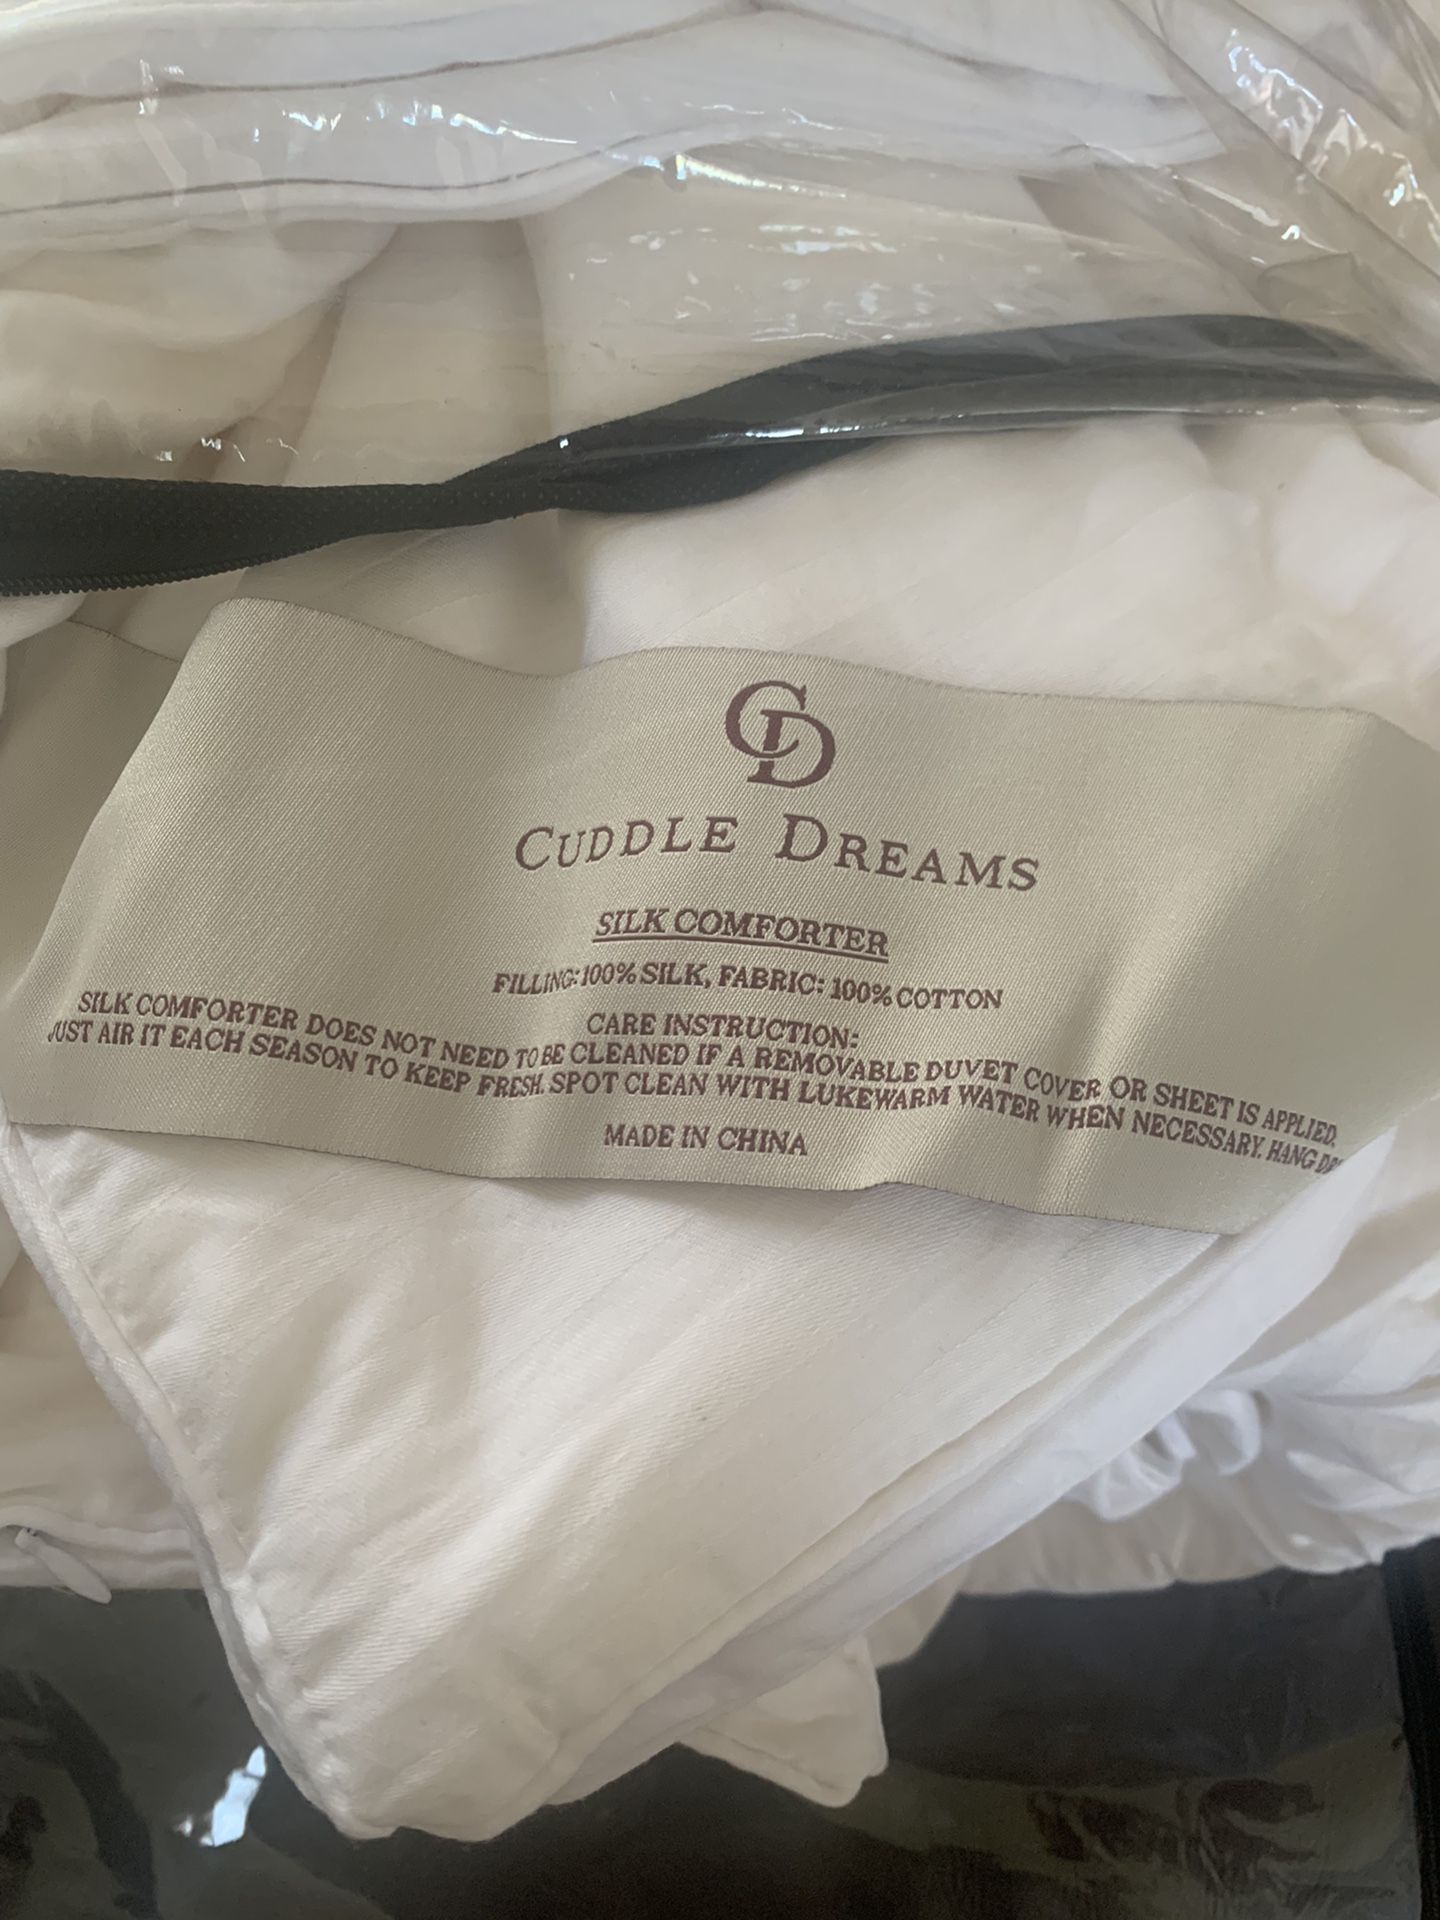 CD
CUDDLE DREAMS
SILK COMFORTER
FILLING: 100% SILK, FABRIC: 100% COTTON
CARE INSTRUCTION:
SILK COMFORTER DOES NOT NEED TO BE CLEANED IF A REMOVABLE DUVET COVER OR SHEET IS APPLIED.
JUST AIR IT EACH SEASON TO KEEP FRESH. SPOT CLEAN WITH LUKEWARM WATER WHEN NECESSARY. HANG
MADE IN CHINA